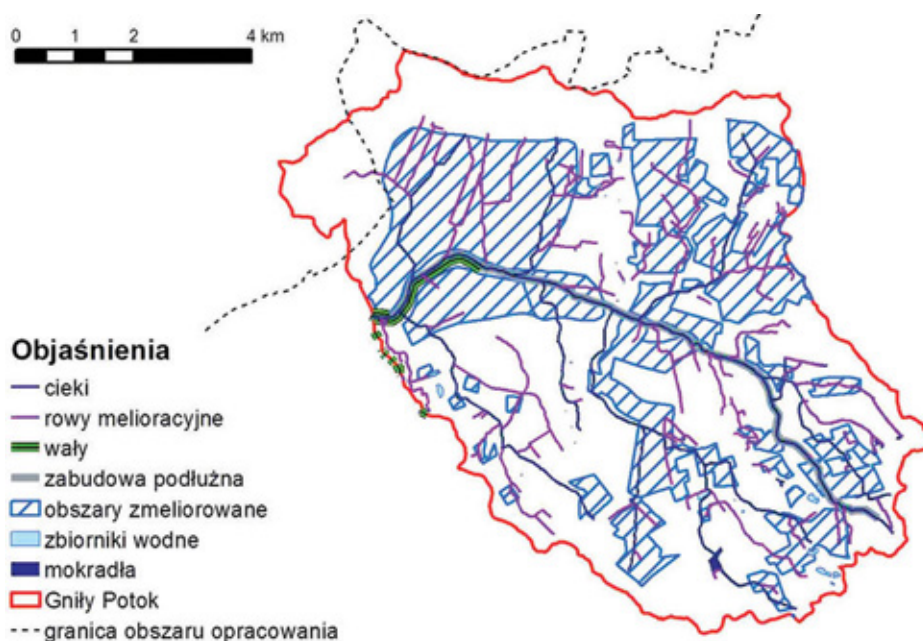 0 1 2 4 km
Objaśnienia
cieki
rowy melioracyjne
wały
zabudowa podłużna
obszary zmeliorowane
zbiorniki wodne
mokradła
Gniły Potok
granica obszaru opracowania